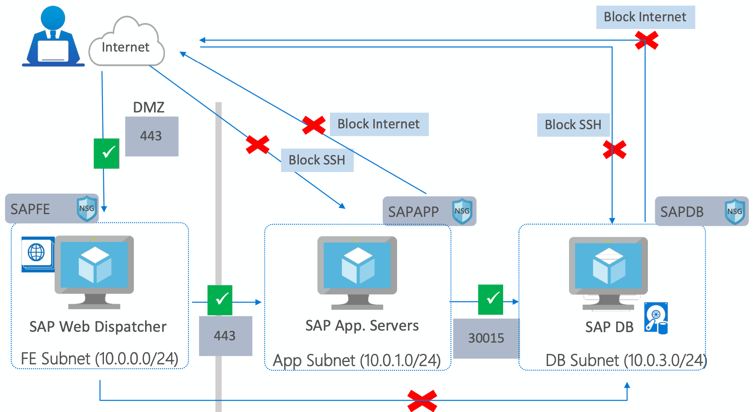 Block Internet
Internet
DMZ
443
Block Internet
Block SSH
Block SSH
SAPFE
NSG
SAPAPP
NSG
SAPDB
NSG
SAP Web Dispatcher
SAP App. Servers
SAP DB
443
30015
FE Subnet (10.0.0.0/24)
App Subnet (10.0.1.0/24)
DB Subnet (10.0.3.0/24)